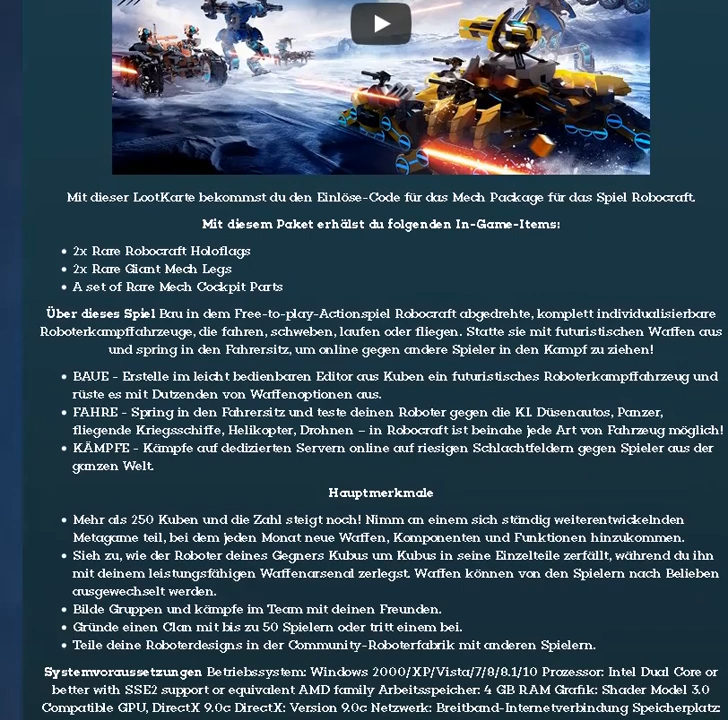 Mit dieser LootKarte bekommst du den Einlöse-Code für das Mech Package für das Spiel Robocraft.
Mit diesem Paket erhälst du folgenden In-Game-Items:
• 2x Rare Robocraft Holoflags
• 2x Rare Giant Mech Legs
• A set of Rare Mech Cockpit Parts
Über dieses Spiel Bau in dem Free-to-play-Actionspiel Robocraft abgedrehte, komplett individualisierbare
Roboterkampffahrzeuge, die fahren, schweben, laufen oder fliegen. Statte sie mit futuristischen Waffen aus
und spring in den Fahrersitz, um online gegen andere Spieler in den Kampf zu ziehen!
• BAUE - Erstelle im leicht bedienbaren Editor aus Kuben ein futuristisches Roboterkampffahrzeug und
rüste es mit Dutzenden von Waffenoptionen aus.
• FAHRE - Spring in den Fahrersitz und teste deinen Roboter gegen die K.I. Düsenautos, Panzer,
fliegende Kriegsschiffe, Helikopter, Drohnen – in Robocraft ist beinahe jede Art von Fahrzeug möglich!
• KÄMPFE - Kämpfe auf dedizierten Servern online auf riesigen Schlachtfeldern gegen Spieler aus der
ganzen Welt.
Hauptmerkmale
• Mehr als 250 Kuben und die Zahl steigt noch! Nimm an einem sich ständig weiterentwickelnden
Metagame teil, bei dem jeden Monat neue Waffen, Komponenten und Funktionen hinzukommen.
• Sieh zu, wie der Roboter deines Gegners Kubus um Kubus in seine Einzelteile zerfällt, während du ihn
mit deinem leistungsfähigen Waffenarsenal zerlegst. Waffen können von den Spielern nach Belieben
ausgewechselt werden.
• Bilde Gruppen und kämpfe im Team mit deinen Freunden.
• Gründe einen Clan mit bis zu 50 Spielern oder tritt einem bei.
• Teile deine Roboterdesigns in der Community-Roboterfabrik mit anderen Spielern.
Systemvoraussetzungen Betriebssystem: Windows 2000/XP/Vista/7/8/8.1/10 Prozessor: Intel Dual Core or
better with SSE2 support or equivalent AMD family Arbeitsspeicher: 4 GB RAM Grafik: Shader Model 3.0
Compatible GPU, DirectX 9.0c DirectX: Version 9.0c Netzwerk: Breitband-Internetverbindung Speicherplatz